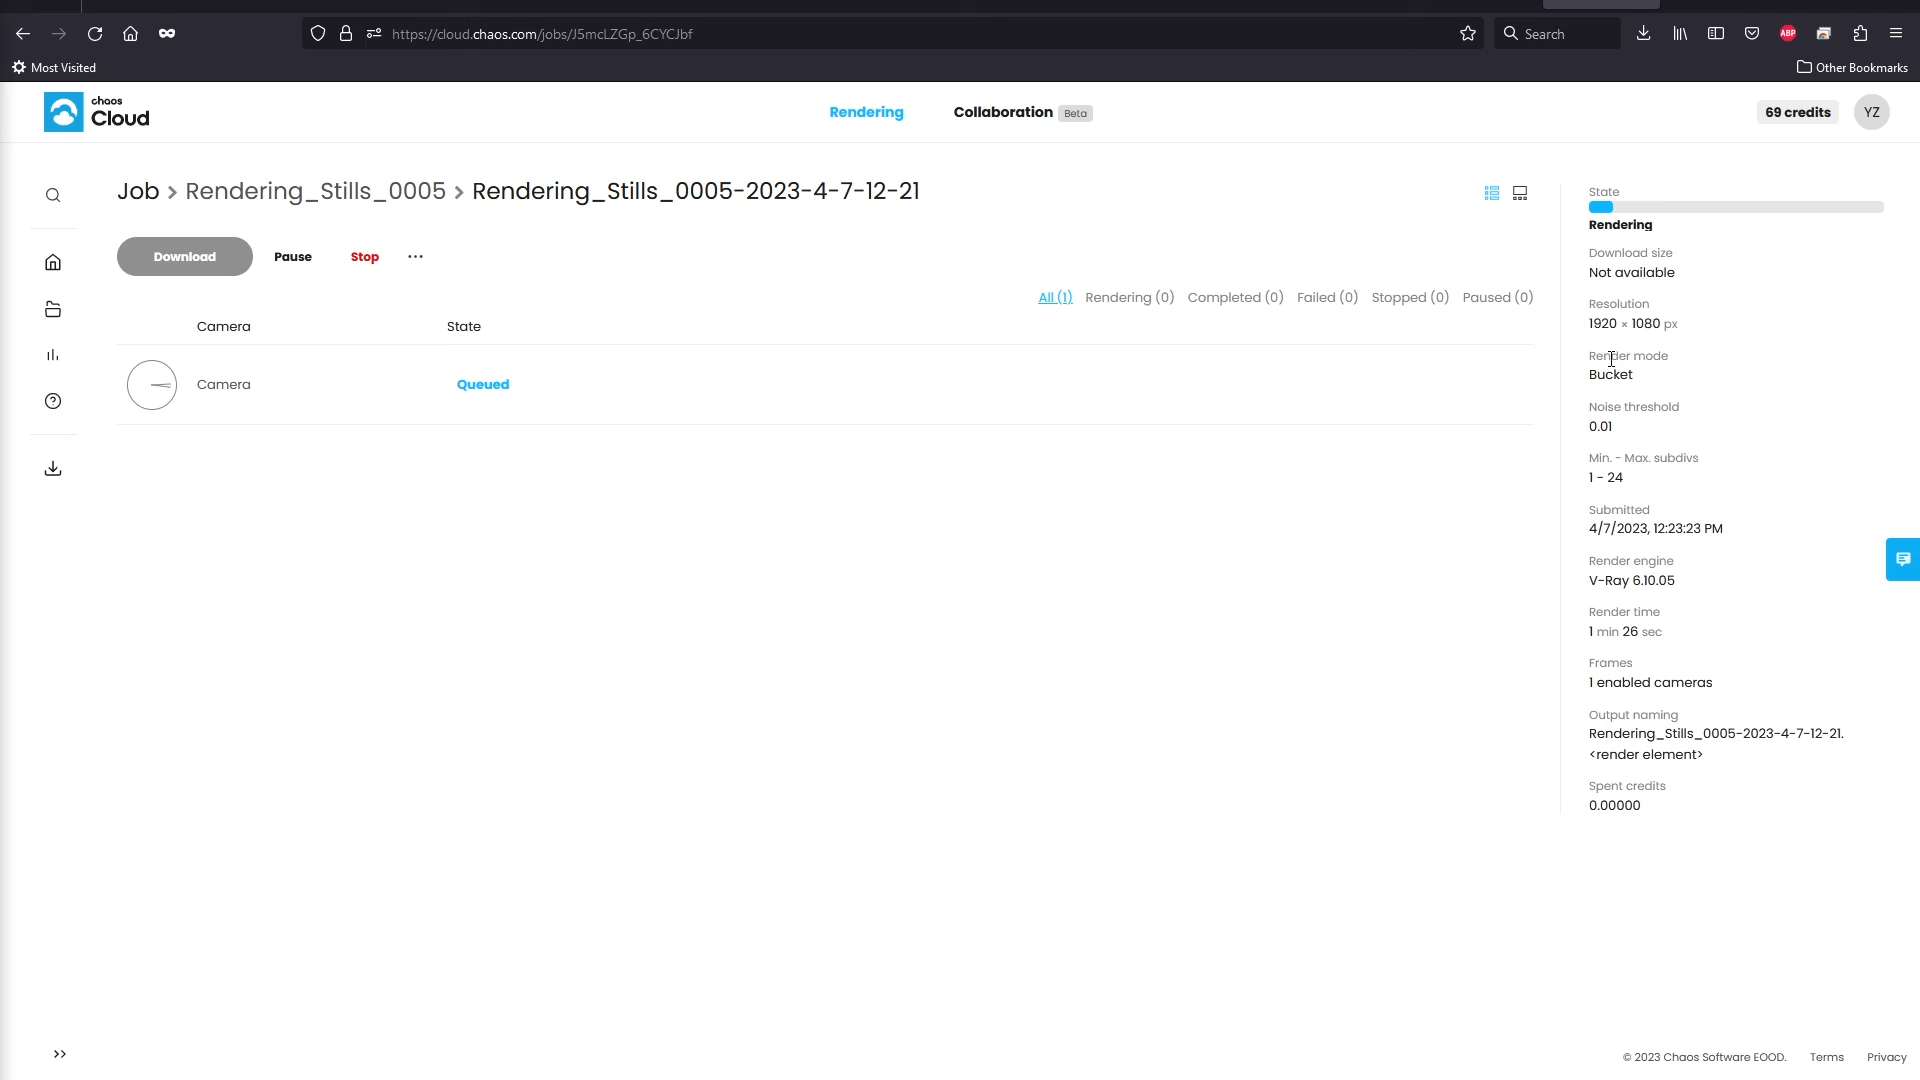 https://cloud.chaos.com/jobs/J5mcLZGp_6CYCJbf
Search
ABP
Most Visited
Other Bookmarks
chaos
Cloud
Rendering
Collaboration Beta
69 credits
YZ
Job > Rendering_Stills_0005 > Rendering_Stills_0005-2023-4-7-12-21
Download
Pause
Stop
All (1) Rendering (0) Completed (0) Failed (0) Stopped (0) Paused (0)
Camera State
Camera Queued
State
Rendering
Download size
Not available
Resolution
1920 × 1080 px
Render mode
Bucket
Noise threshold
0.01
Min. - Max. subdivs
1 - 24
Submitted
4/7/2023, 12:23:23 PM
Render engine
V-Ray 6.10.05
Render time
1 min 26 sec
Frames
1 enabled cameras
Output naming
Rendering_Stills_0005-2023-4-7-12-21.
<render element>
Spent credits
0.00000
© 2023 Chaos Software EOOD. Terms Privacy